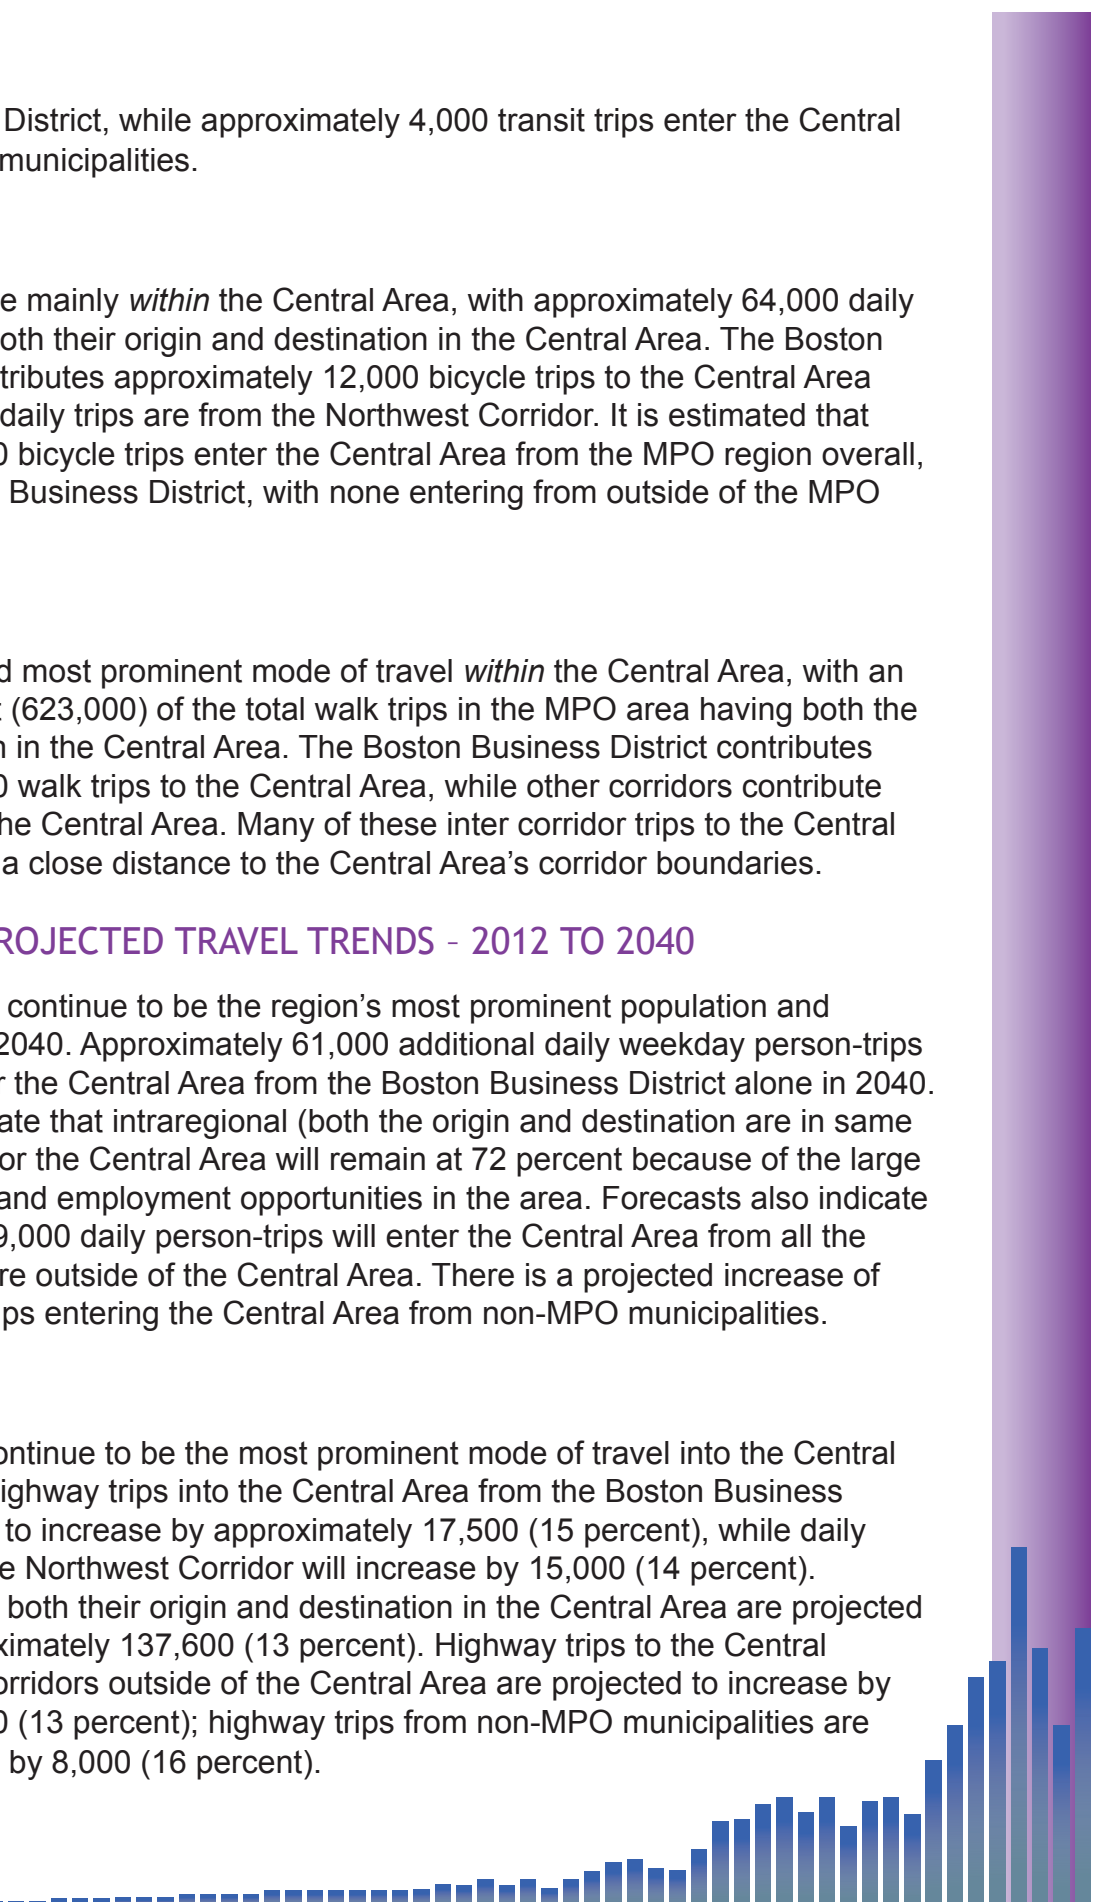 District, while approximately 4,000 transit trips enter the Central
municipalities.
e mainly within the Central Area, with approximately 64,000 daily
oth their origin and destination in the Central Area. The Boston
tributes approximately 12,000 bicycle trips to the Central Area
daily trips are from the Northwest Corridor. It is estimated that
0 bicycle trips enter the Central Area from the MPO region overall,
Business District, with none entering from outside of the MPO
d most prominent mode of travel within the Central Area, with an
t (623,000) of the total walk trips in the MPO area having both the
n in the Central Area. The Boston Business District contributes
0 walk trips to the Central Area, while other corridors contribute
he Central Area. Many of these inter corridor trips to the Central
a close distance to the Central Area’s corridor boundaries.
ROJECTED TRAVEL TRENDS – 2012 TO 2040
continue to be the region’s most prominent population and
2040. Approximately 61,000 additional daily weekday person-trips
r the Central Area from the Boston Business District alone in 2040.
ate that intraregional (both the origin and destination are in same
or the Central Area will remain at 72 percent because of the large
and employment opportunities in the area. Forecasts also indicate
9,000 daily person-trips will enter the Central Area from all the
re outside of the Central Area. There is a projected increase of
ips entering the Central Area from non-MPO municipalities.
ontinue to be the most prominent mode of travel into the Central
ighway trips into the Central Area from the Boston Business
to increase by approximately 17,500 (15 percent), while daily
e Northwest Corridor will increase by 15,000 (14 percent).
both their origin and destination in the Central Area are projected
ximately 137,600 (13 percent). Highway trips to the Central
orridors outside of the Central Area are projected to increase by
0 (13 percent); highway trips from non-MPO municipalities are
by 8,000 (16 percent).